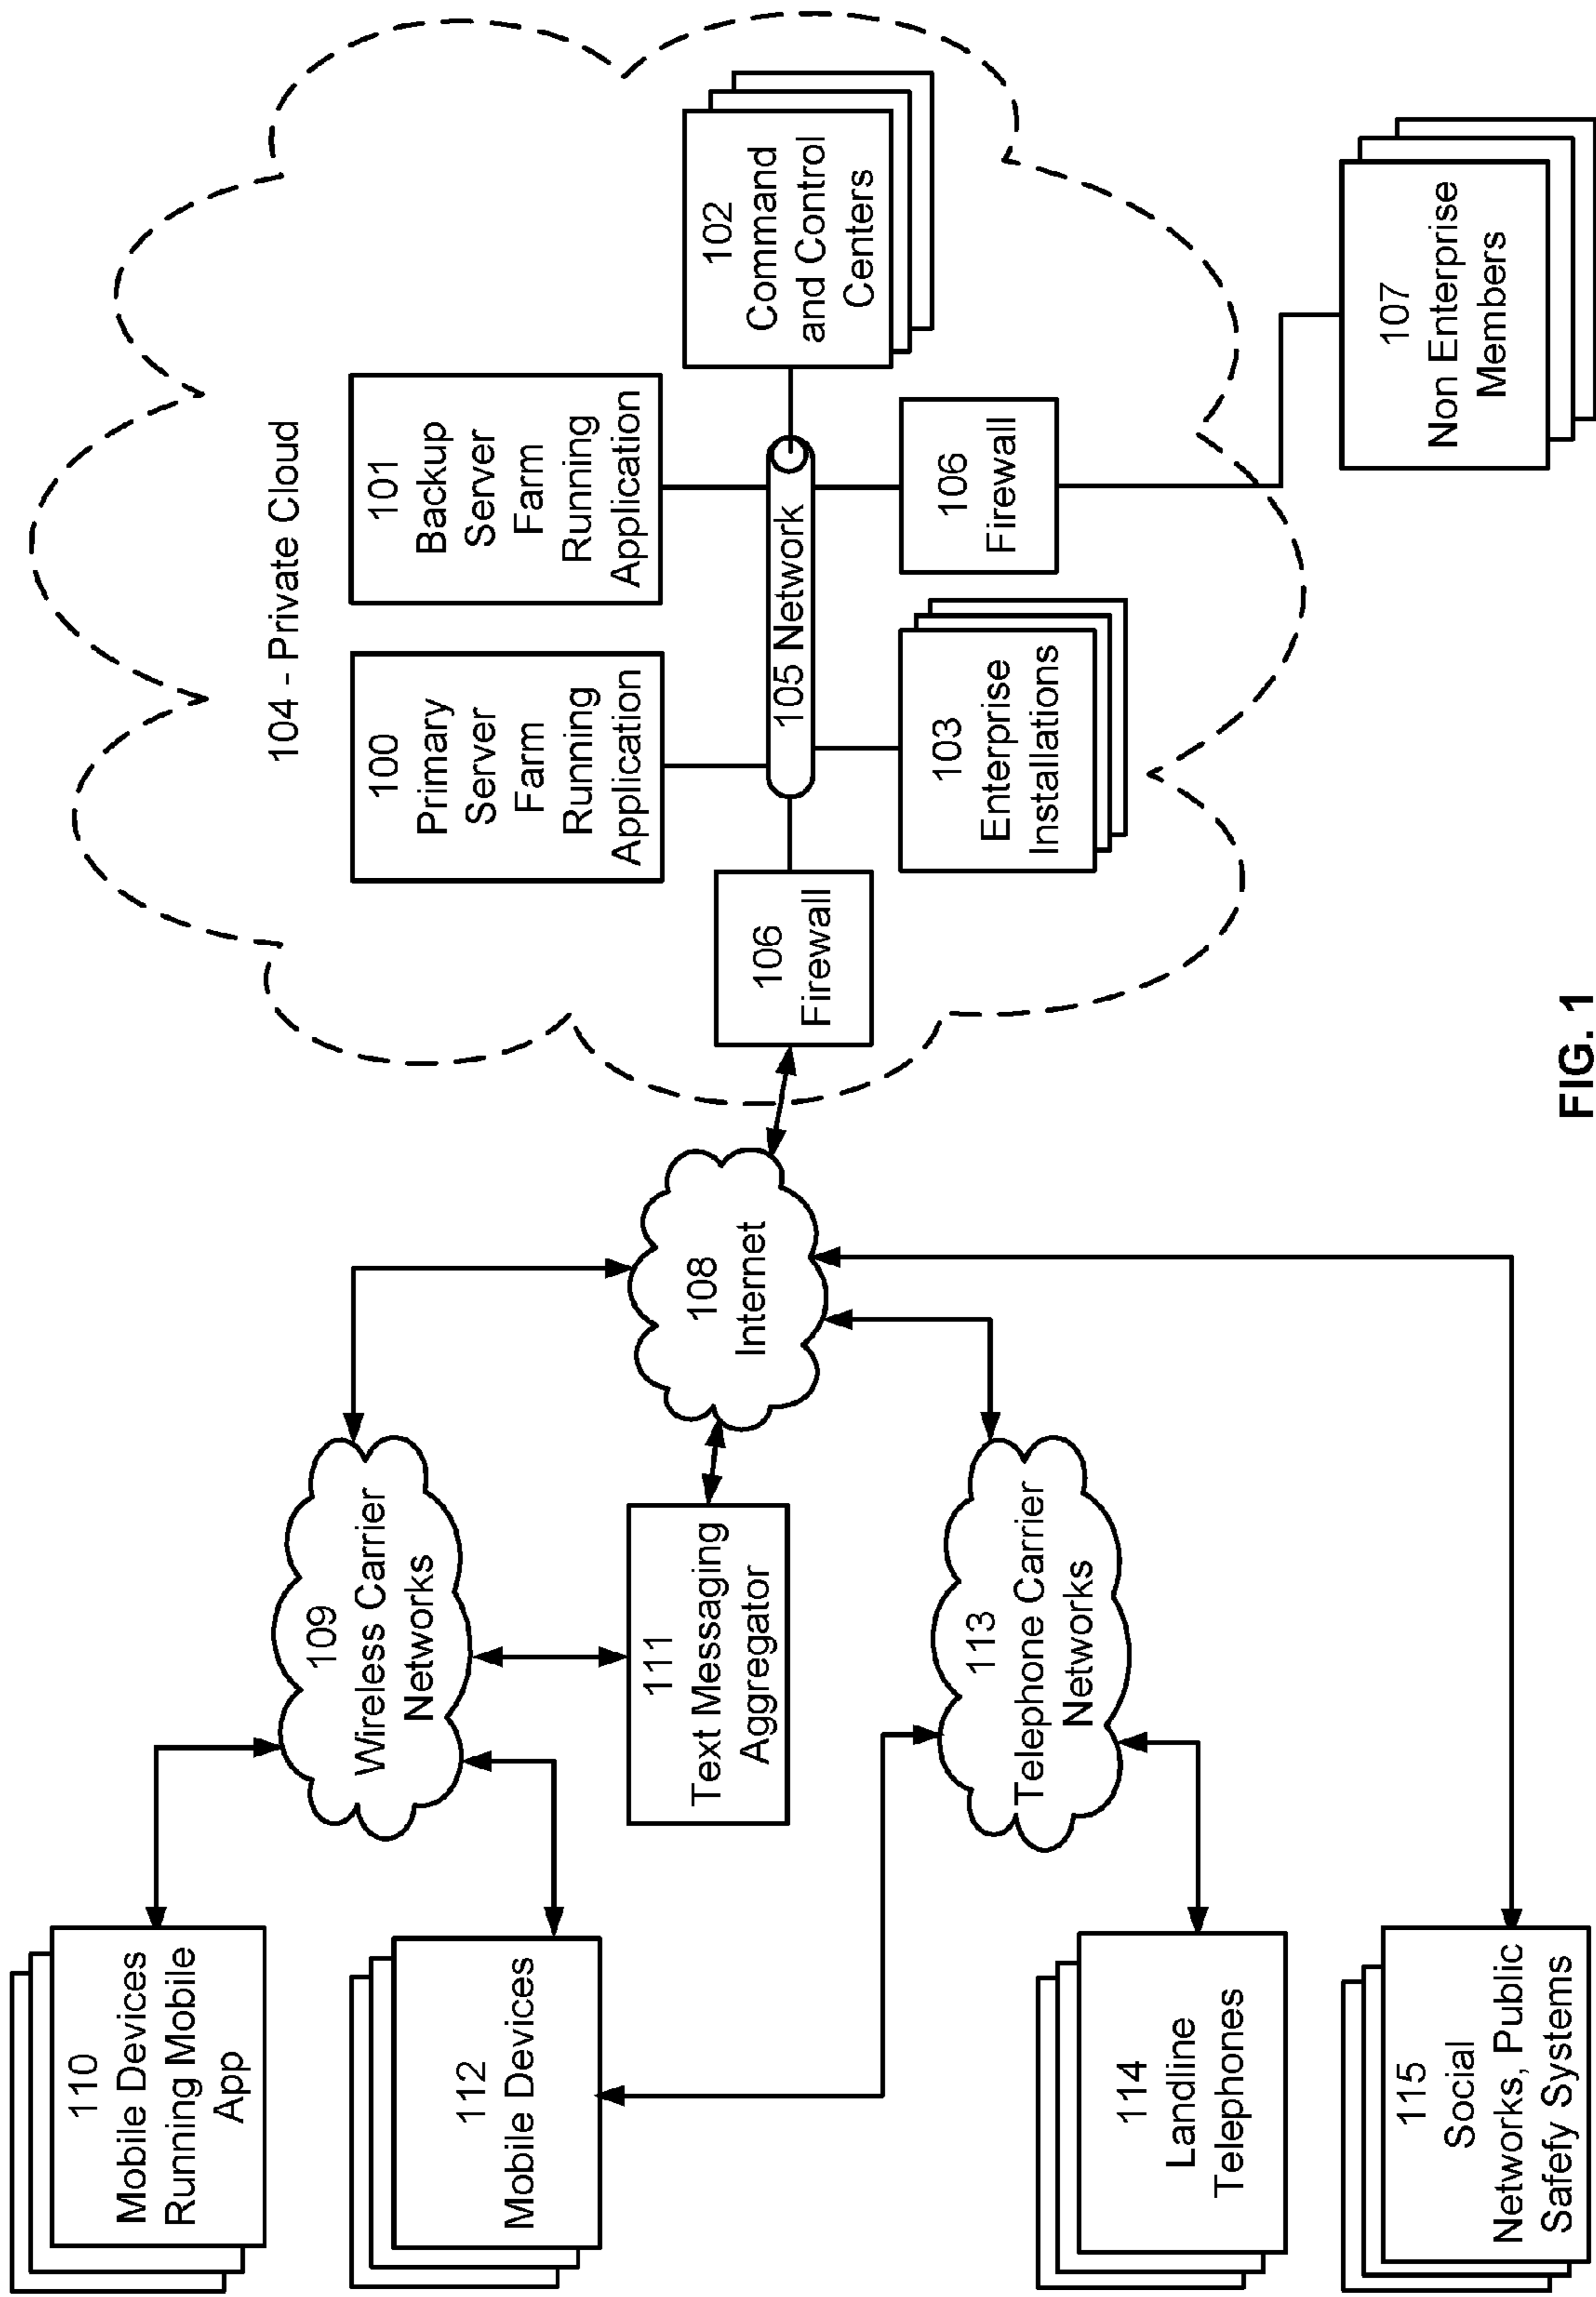 110
Mobile Devices
Running Mobile
App
112
Mobile Devices
114
Landline
Telephones
115
Social
Networks, Public
Safefy Systems
109
Wireless Carrier
Networks
111
Text Messaging
Aggregator
113
Telephone Carrier
Networks
108
Internet
104 - Private Cloud
100
Primary
Server
Farm
Running
Application
101
Backup
Server
Farm
Running
Application
106
Firewall
105 Network
102
Command
and Control
Centers
103
Enterprise
Installations
106
Firewall
107
Non Enterprise
Members
FIG. 1